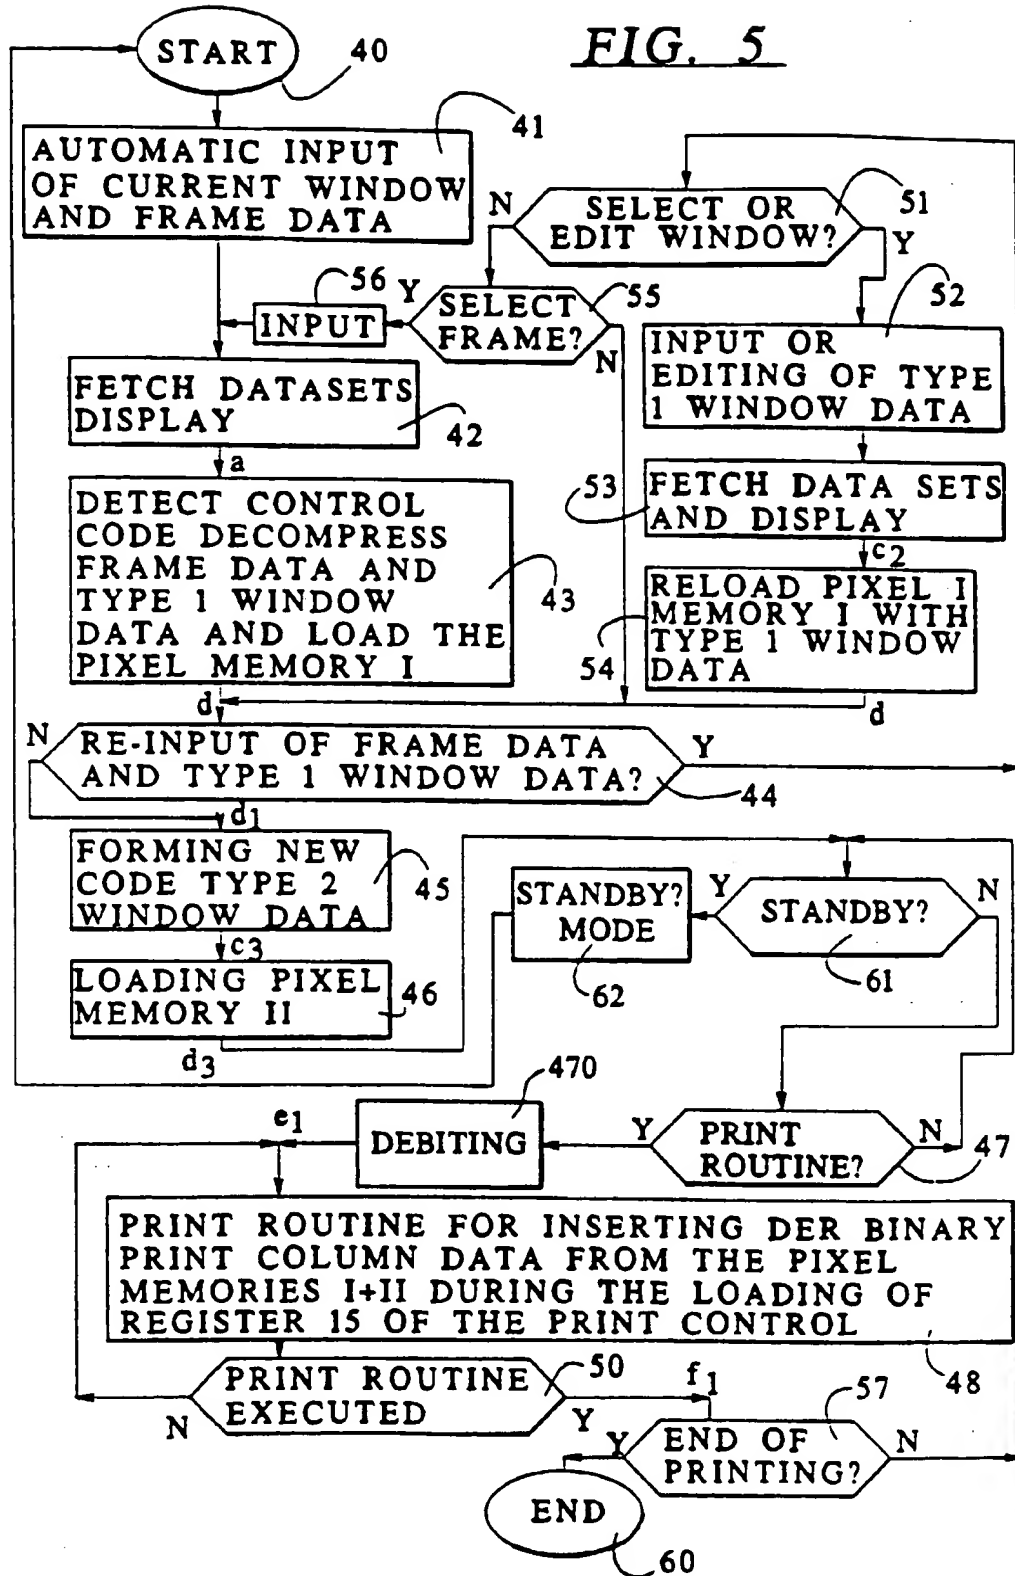 FIG. 5
START
40
41
AUTOMATIC INPUT
OF CURRENT WINDOW
AND FRAME DATA
N
SELECT OR
EDIT WINDOW?
51
Y
56
INPUT
Y
SELECT
FRAME?
55
N
52
INPUT OR
EDITING OF TYPE
1 WINDOW DATA
FETCH DATASETS
DISPLAY
42
a
53
FETCH DATA SETS
AND DISPLAY
c2
DETECT CONTROL
CODE DECOMPRESS
FRAME DATA AND
TYPE 1 WINDOW
DATA AND LOAD THE
PIXEL MEMORY I
43
RELOAD PIXEL I
MEMORY I WITH
TYPE 1 WINDOW
DATA
54
d
d
N
RE-INPUT OF FRAME DATA
AND TYPE 1 WINDOW DATA?
Y
44
d1
FORMING NEW
CODE TYPE 2
WINDOW DATA
45
c3
LOADING PIXEL
MEMORY II
46
d3
STANDBY?
MODE
62
Y
STANDBY?
N
61
470
e1
DEBITING
Y
PRINT
ROUTINE?
N
47
PRINT ROUTINE FOR INSERTING DER BINARY
PRINT COLUMN DATA FROM THE PIXEL
MEMORIES I+II DURING THE LOADING OF
REGISTER 15 OF THE PRINT CONTROL
48
PRINT ROUTINE
EXECUTED
50
N
Y
f1
57
Y
END OF
PRINTING?
N
END
60